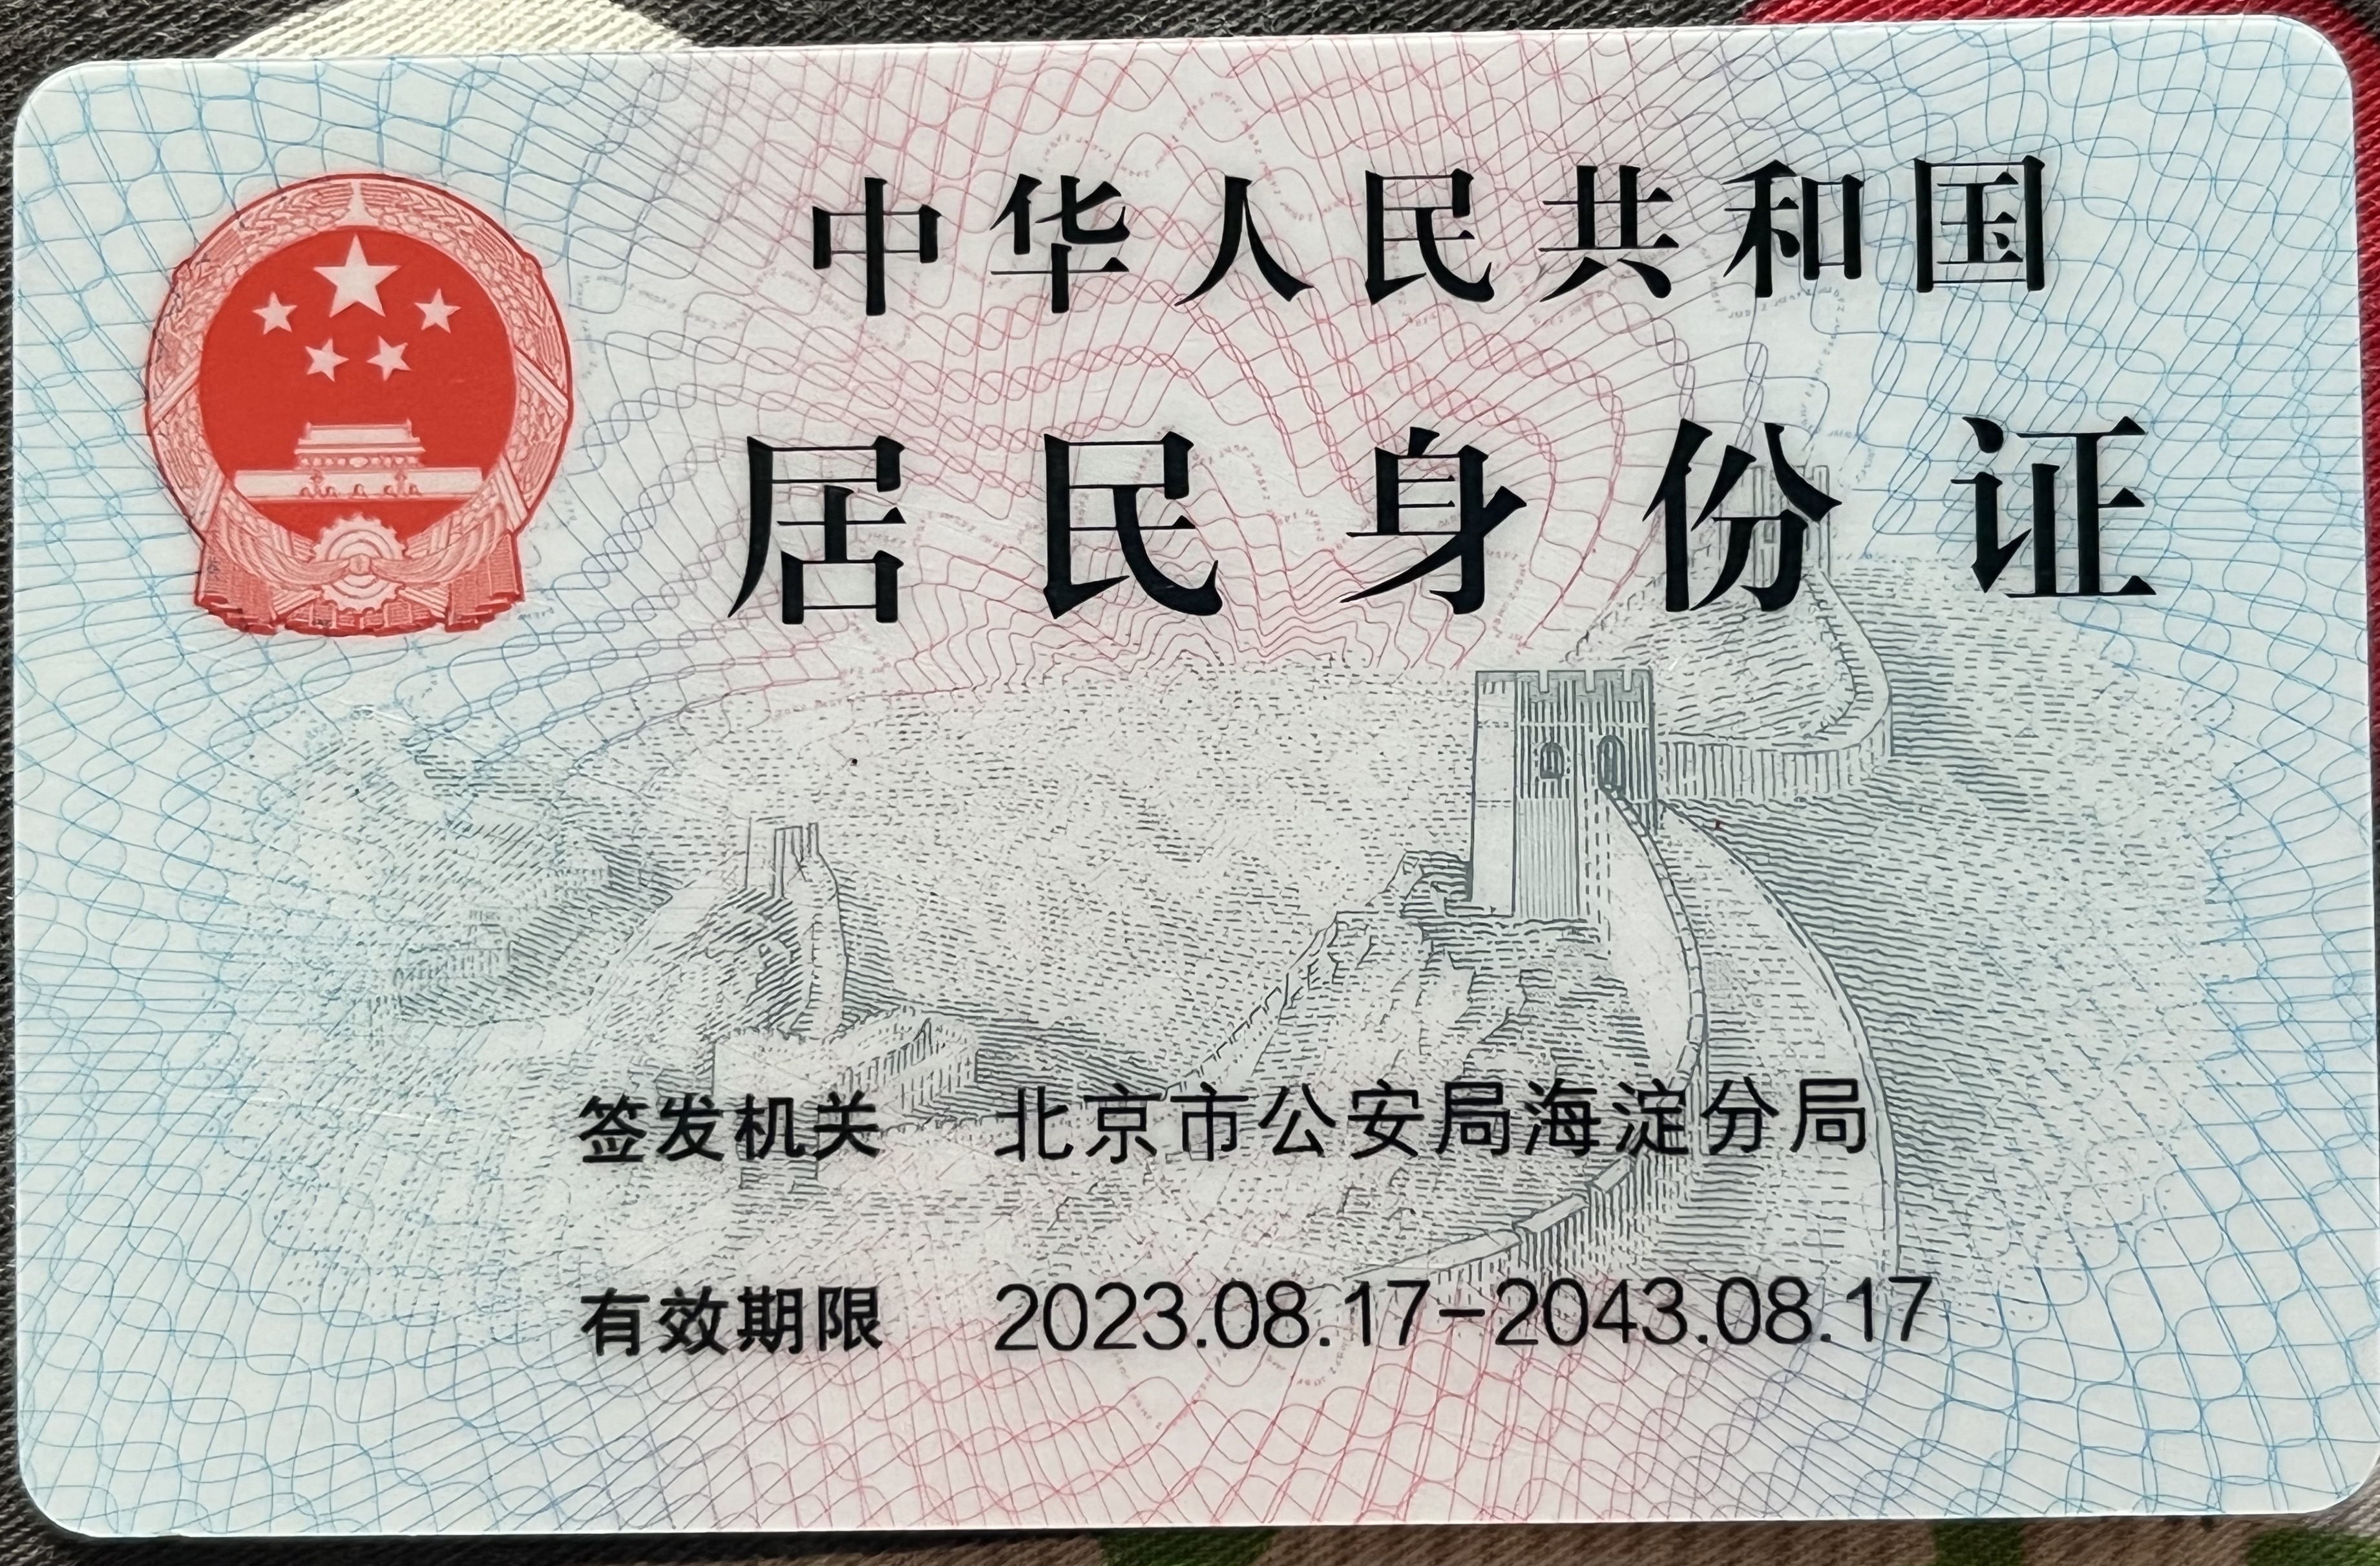 中华人民共和国
居民身份证
签发机关 北京市公安局海淀分局
有效期限 2023.08.17-2043.08.17